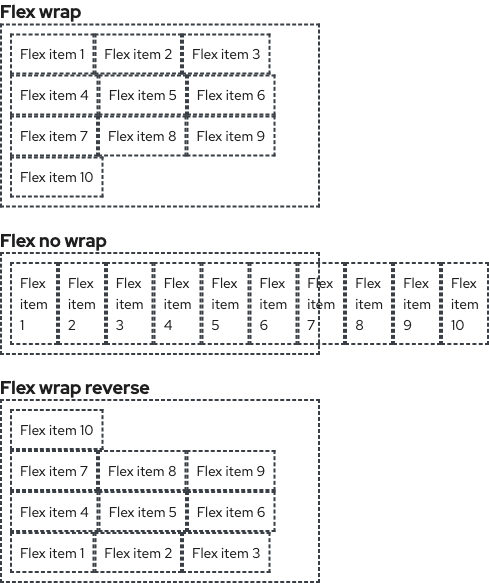 Flex wrap
Flex item 1 Flex item 2 Flex item 3
Flex item 4 Flex item 5 Flex item 6
Flex item 7 Flex item 8 Flex item 9
Flex item 10
Flex no wrap
Flex Flex Flex Flex Flex Flex Flex Flex Flex Flex
item item item item item item item item item item
1 2 3 4 5 6 7 8 9 10
Flex wrap reverse
Flex item 10
Flex item 7 Flex item 8 Flex item 9
Flex item 4 Flex item 5 Flex item 6
Flex item 1 Flex item 2 Flex item 3